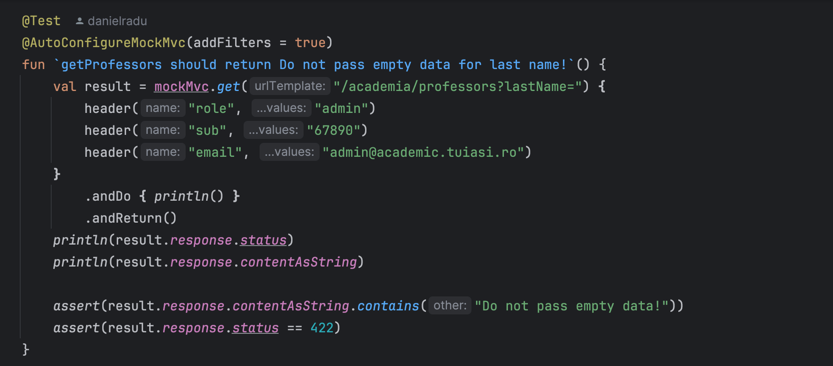 @Test danielradu
@AutoConfigureMockMvc(addFilters = true)
fun `getProfessors should return Do not pass empty data for last name!`() {
    val result = mockMvc.get( urlTemplate: "/academia/professors?lastName=") {
        header( name: "role", ...values: "admin")
        header( name: "sub", ...values: "67890")
        header( name: "email", ...values: "admin@academic.tuiasi.ro")
    }
        .andDo { println() }
        .andReturn()
    println(result.response.status)
    println(result.response.contentAsString)
    assert(result.response.contentAsString.contains( other: "Do not pass empty data!"))
    assert(result.response.status == 422)
}